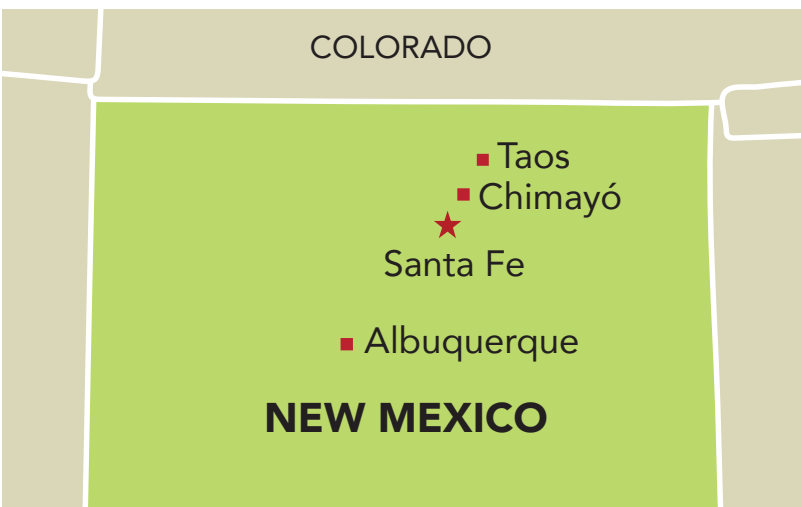 COLORADO
Taos
Chimayó
Santa Fe
Albuquerque
NEW MEXICO